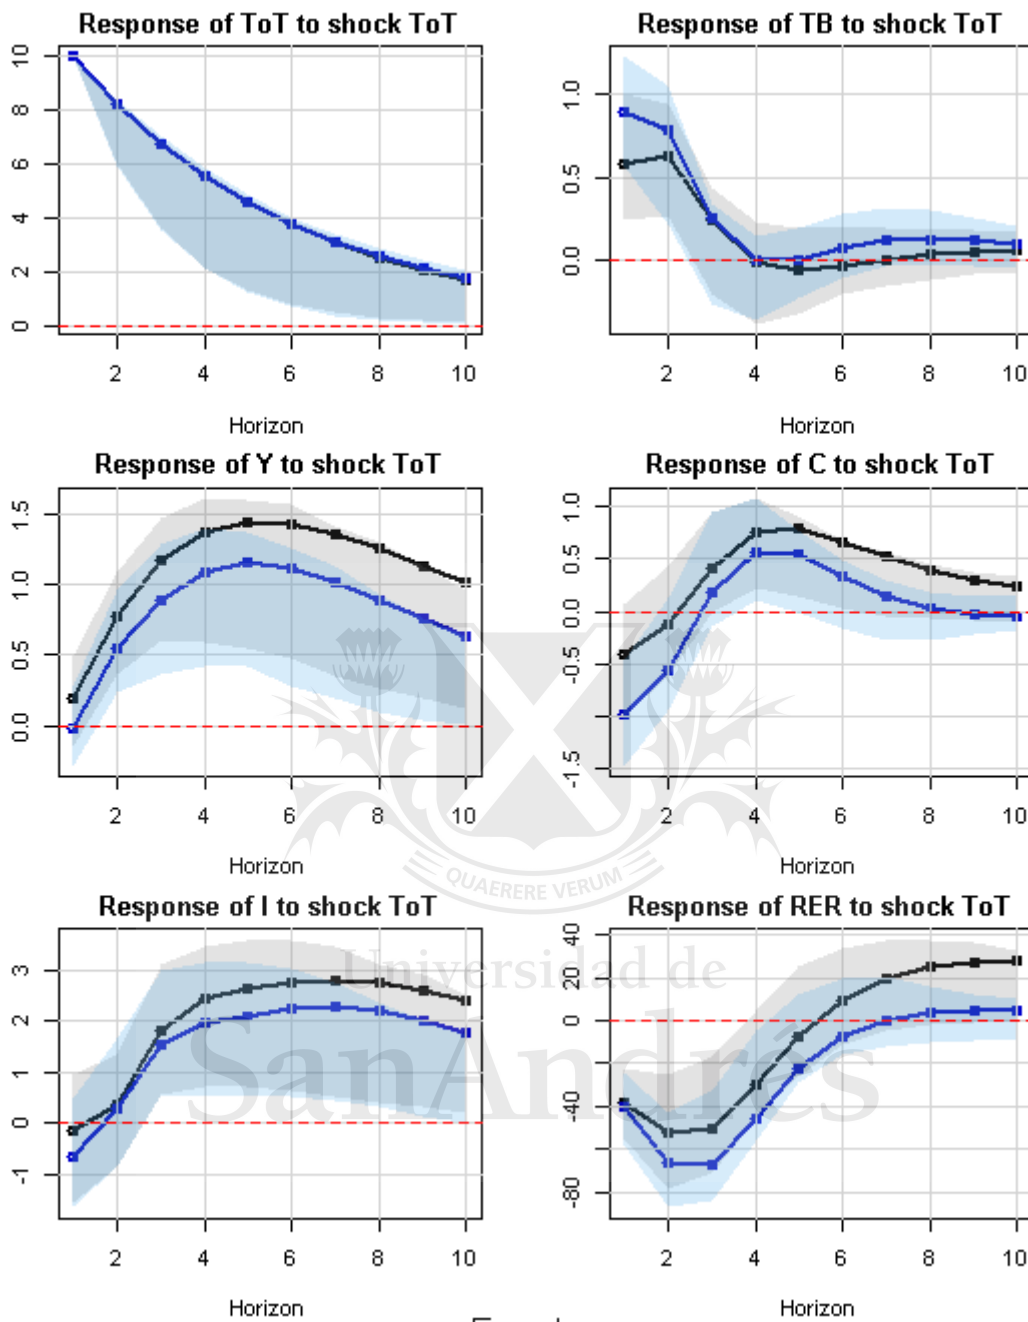 Response of ToT to shock ToT
0 2 4 6 8 10
2 4 6 8 10
Horizon
Response of TB to shock ToT
0.0 0.5 1.0
2 4 6 8 10
Horizon
Response of Y to shock ToT
0.0 0.5 1.0 1.5
2 4 6 8 10
Horizon
Response of C to shock ToT
-1.5 -0.5 0.0 0.5 1.0
2 4 6 8 10
Horizon
QUAERERE VERUM
Universidad de
SanAndrés
Response of I to shock ToT
-1 0 1 2 3
2 4 6 8 10
Horizon
Response of RER to shock ToT
-80 -40 0 20 40
2 4 6 8 10
Horizon